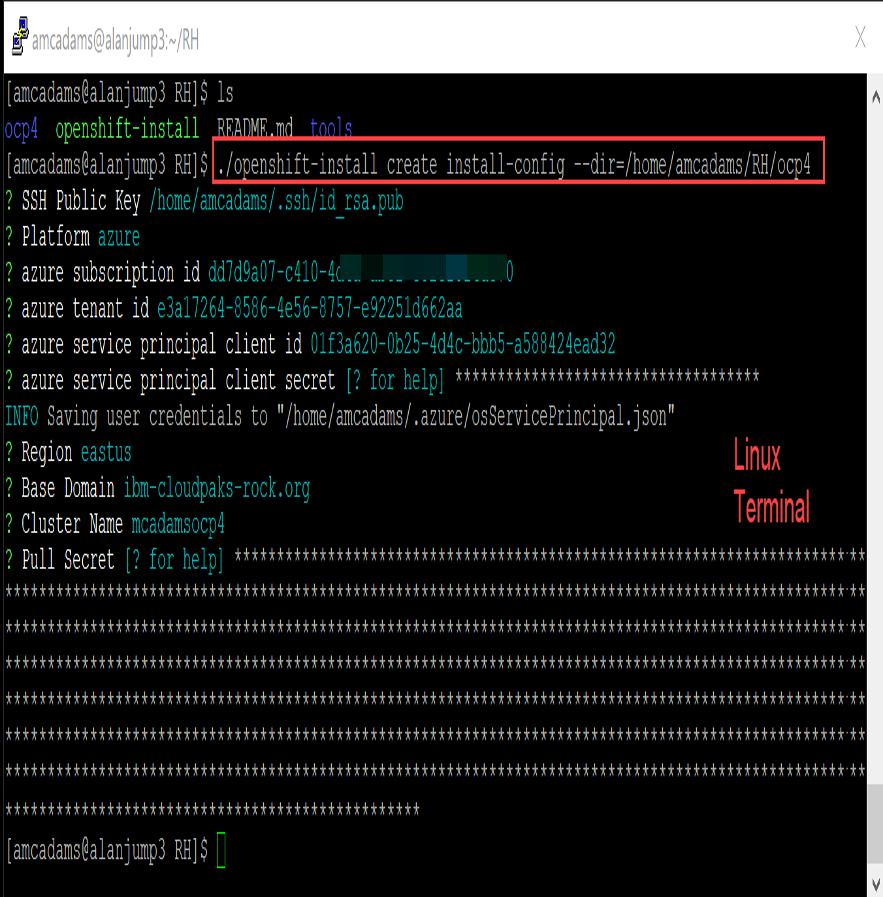 amcadams@alanjump3:~/RH
[amcadams@alanjump3 RH]$ ls
ocp4 openshift-install README.md tools
[amcadams@alanjump3 RH]$ ./openshift-install create install-config --dir=/home/amcadams/RH/ocp4
? SSH Public Key /home/amcadams/.ssh/id_rsa.pub
? Platform azure
? azure subscription id dd7d9a07-c410-4
? azure tenant id e3a17264-8586-4e56-8757-e92251d662aa
? azure service principal client id 01f3a620-0b25-4d4c-bbb5-a588424ead32
? azure service principal client secret [? for help] ************************************
INFO Saving user credentials to "/home/amcadams/.azure/osServicePrincipal.json"
? Region eastus
? Base Domain ibm-cloudpaks-rock.org
? Cluster Name mcadamsocp4
? Pull Secret [? for help] **************************************************************************
*****************************************************************************************************
*****************************************************************************************************
*****************************************************************************************************
*****************************************************************************************************
*****************************************************************************************************
*****************************************************************************************************
*************************************************
[amcadams@alanjump3 RH]$
Linux
Terminal